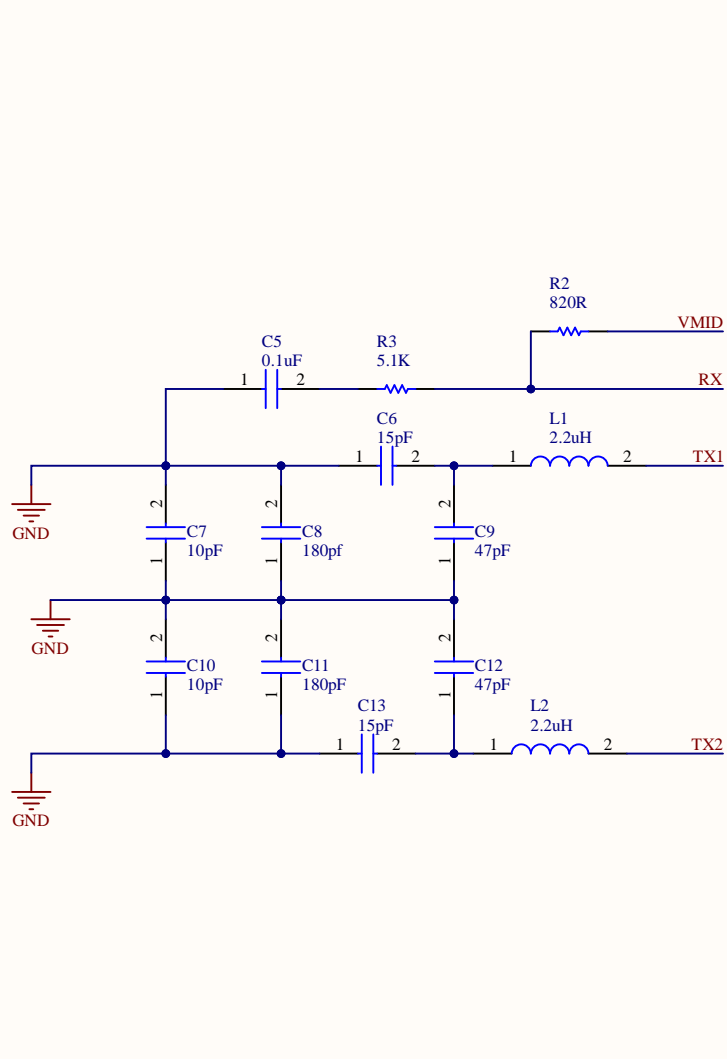 R2
820R
VMID
C5
0.1uF
R3
5.1K
1
2
RX
C6
15pF
L1
2.2uH
1
2
1
2
TX1
GND
2
C7
10pF
1
2
C8
180pf
1
2
C9
47pF
1
GND
2
C10
10pF
1
2
C11
180pF
1
2
C12
47pF
1
C13
15pF
L2
2.2uH
1
2
1
2
TX2
GND